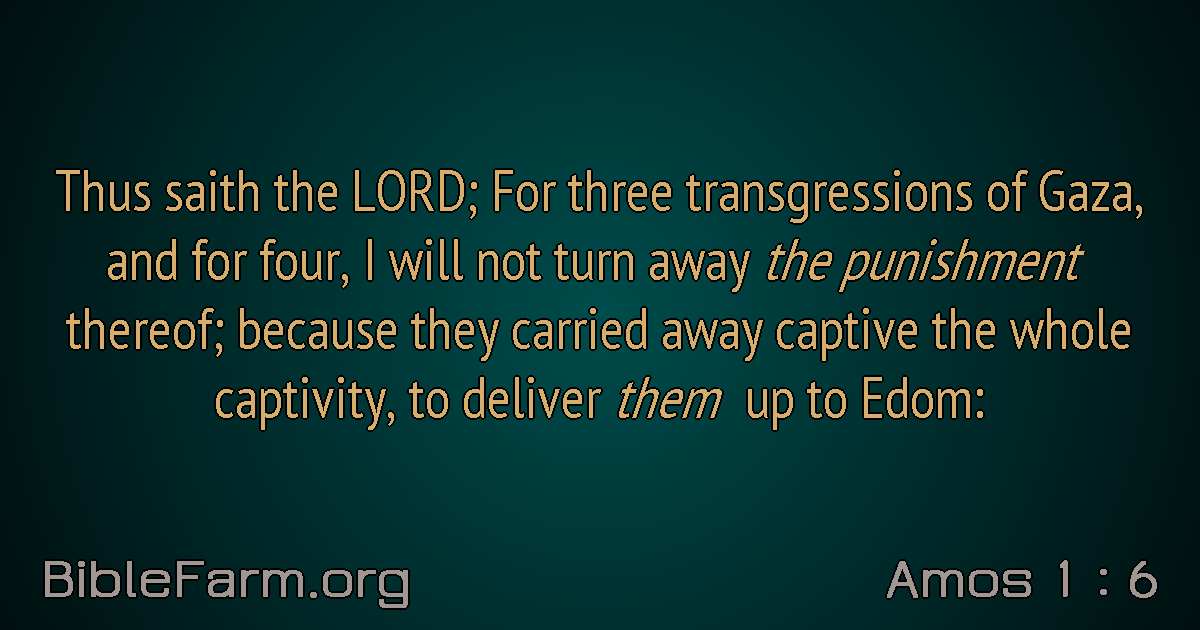 Thus saith the LORD; For three transgressions of Gaza,
and for four, I will not turn away the punishment
thereof; because they carried away captive the whole
captivity, to deliver them up to Edom:
BibleFarm.org
Amos 1 : 6